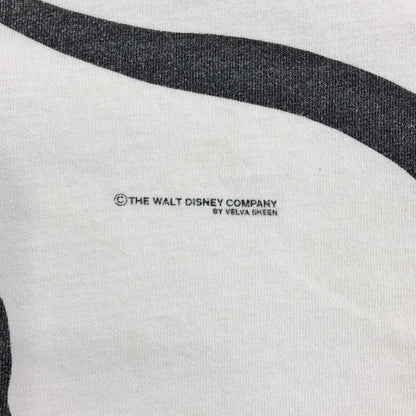 ©THE WALT DISNEY COMPANY
BY VELVA SHEEN